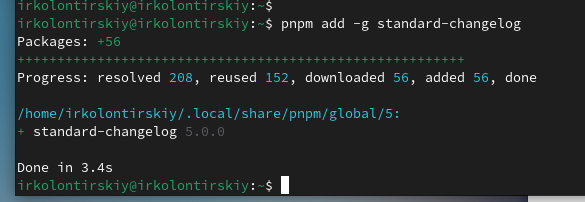 irkolontirskiy@irkolontirskiy:~$
irkolontirskiy@irkolontirskiy:~$ pnpm add -g standard-changelog
Packages: +56
++++++++++++++++++++++++++++++++++++++++++++++++++++++++
Progress: resolved 208, reused 152, downloaded 56, added 56, done
/home/irkolontirskiy/.local/share/pnpm/global/5:
+ standard-changelog 5.0.0
Done in 3.4s
irkolontirskiy@irkolontirskiy:~$